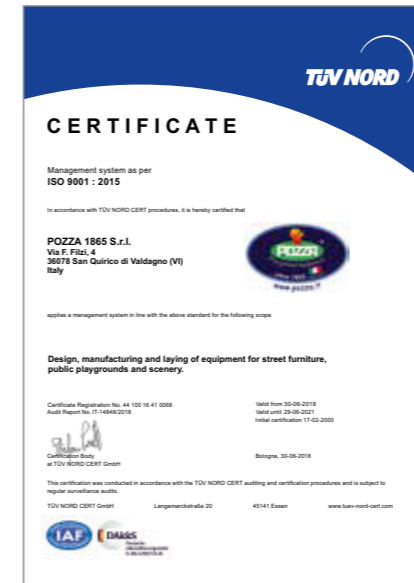 TÜV NORD
CERTIFICATE
Management system as per
ISO 9001 : 2015
In accordance with TÜV NORD CERT procedures, it is hereby certified that
POZZA 1865 S.r.l.
Via F. Filzi, 4
36078 San Quirico di Valdagno (VI)
Italy
POZZA
www.pozza.it
applies a management system in line with the above standard for the following scope
Design, manufacturing and laying of equipment for street furniture,
public playgrounds and scenery.
Certificate Registration No. 44 100 16 41 0068
Audit Report No. IT-14848/2018
Valid from 30-06-2018
Valid until 29-06-2021
Initial certification 17-02-2000
Certification Body
at TÜV NORD CERT GmbH
Bologna, 30-06-2018
This certification was conducted in accordance with the TÜV NORD CERT auditing and certification procedures and is subject to
regular surveillance audits.
TÜV NORD CERT GmbH Langemarckstraße 20 45141 Essen www.tuev-nord-cert.com
IAF
DAkkS